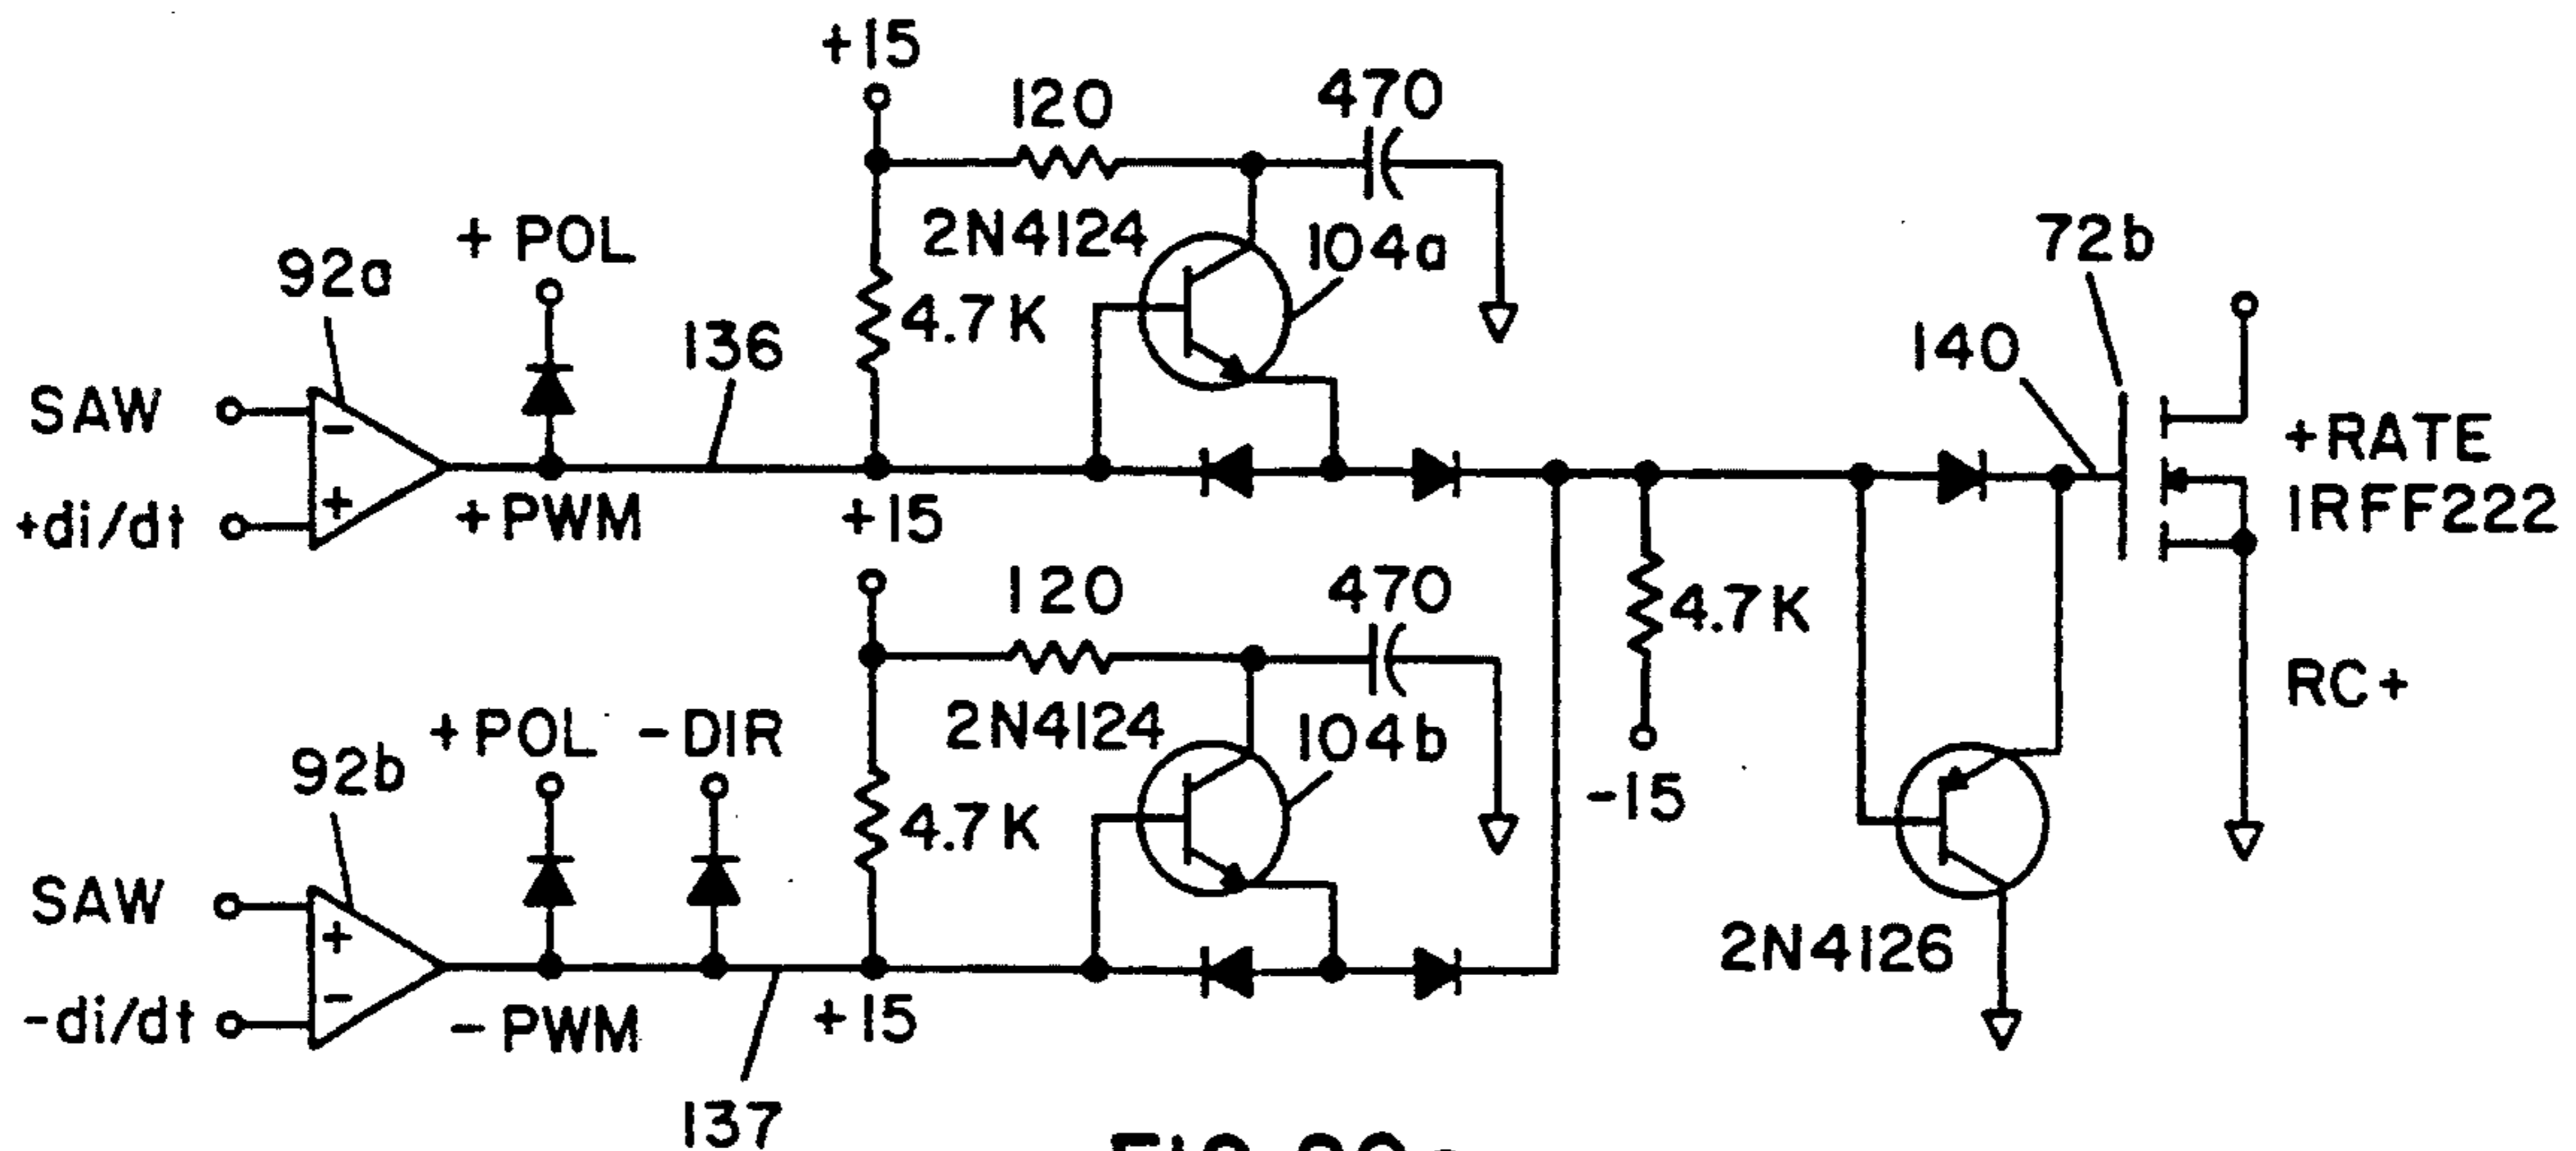 +15
120
470
2N4124
104a
+ POL
92a
4.7K
136
72b
140
SAW
-
+
+di/dt
+PWM
+15
+RATE
IRFF222
120
470
4.7K
-15
RC+
2N4124
104b
+POL
-DIR
92b
4.7K
SAW
+
-
-di/dt
-PWM
+15
2N4126
137